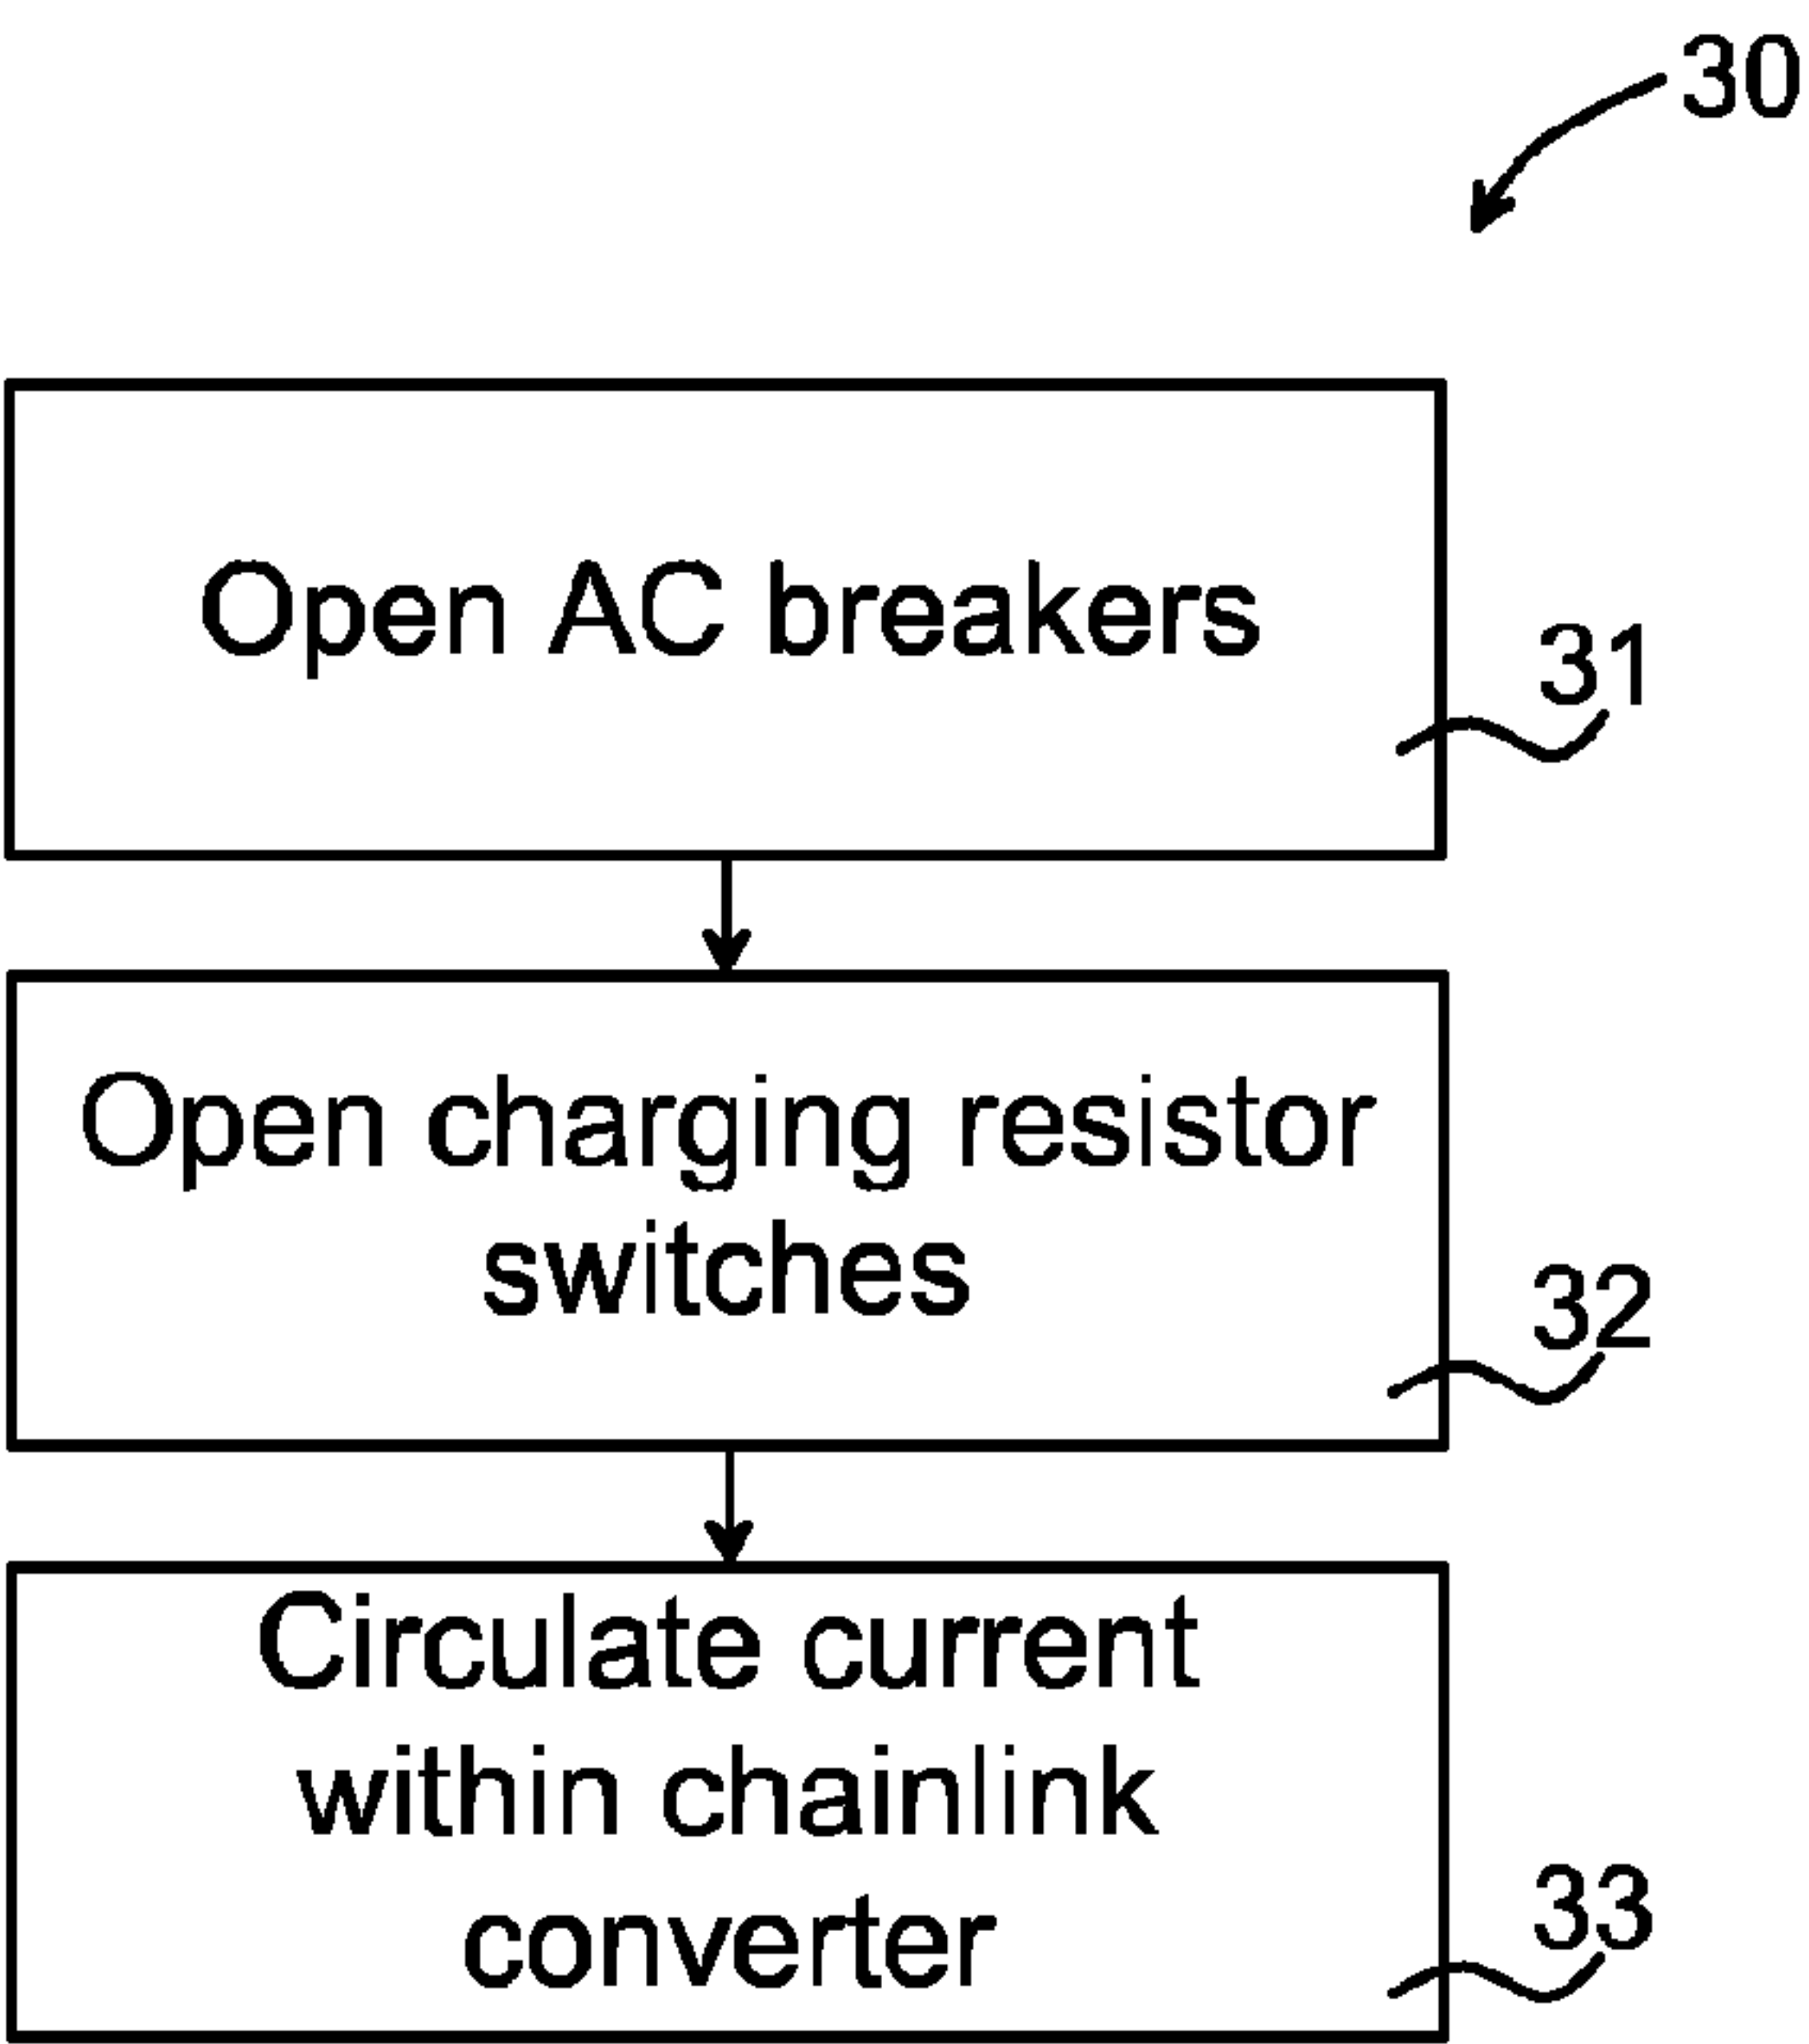 30
Open AC breakers
31
Open charging resistor
switches
32
Circulate current
within chainlink
converter
33